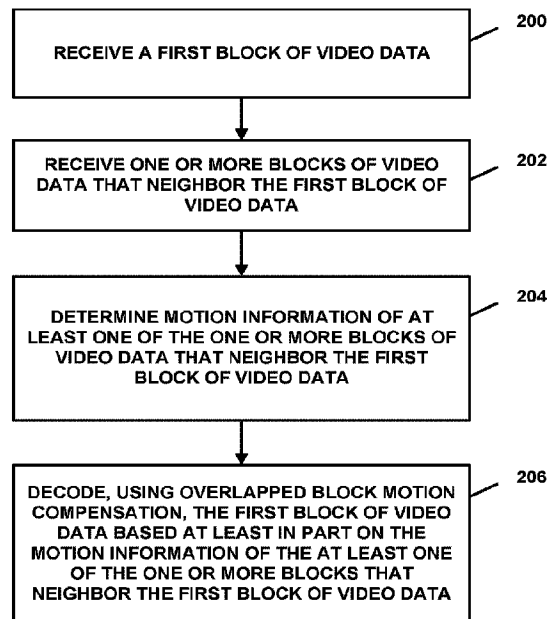 200
RECEIVE A FIRST BLOCK OF VIDEO DATA
202
RECEIVE ONE OR MORE BLOCKS OF VIDEO
DATA THAT NEIGHBOR THE FIRST BLOCK OF
VIDEO DATA
204
DETERMINE MOTION INFORMATION OF AT
LEAST ONE OF THE ONE OR MORE BLOCKS OF
VIDEO DATA THAT NEIGHBOR THE FIRST
BLOCK OF VIDEO DATA
206
DECODE, USING OVERLAPPED BLOCK MOTION
COMPENSATION, THE FIRST BLOCK OF VIDEO
DATA BASED AT LEAST IN PART ON THE
MOTION INFORMATION OF THE AT LEAST ONE
OF THE ONE OR MORE BLOCKS THAT
NEIGHBOR THE FIRST BLOCK OF VIDEO DATA